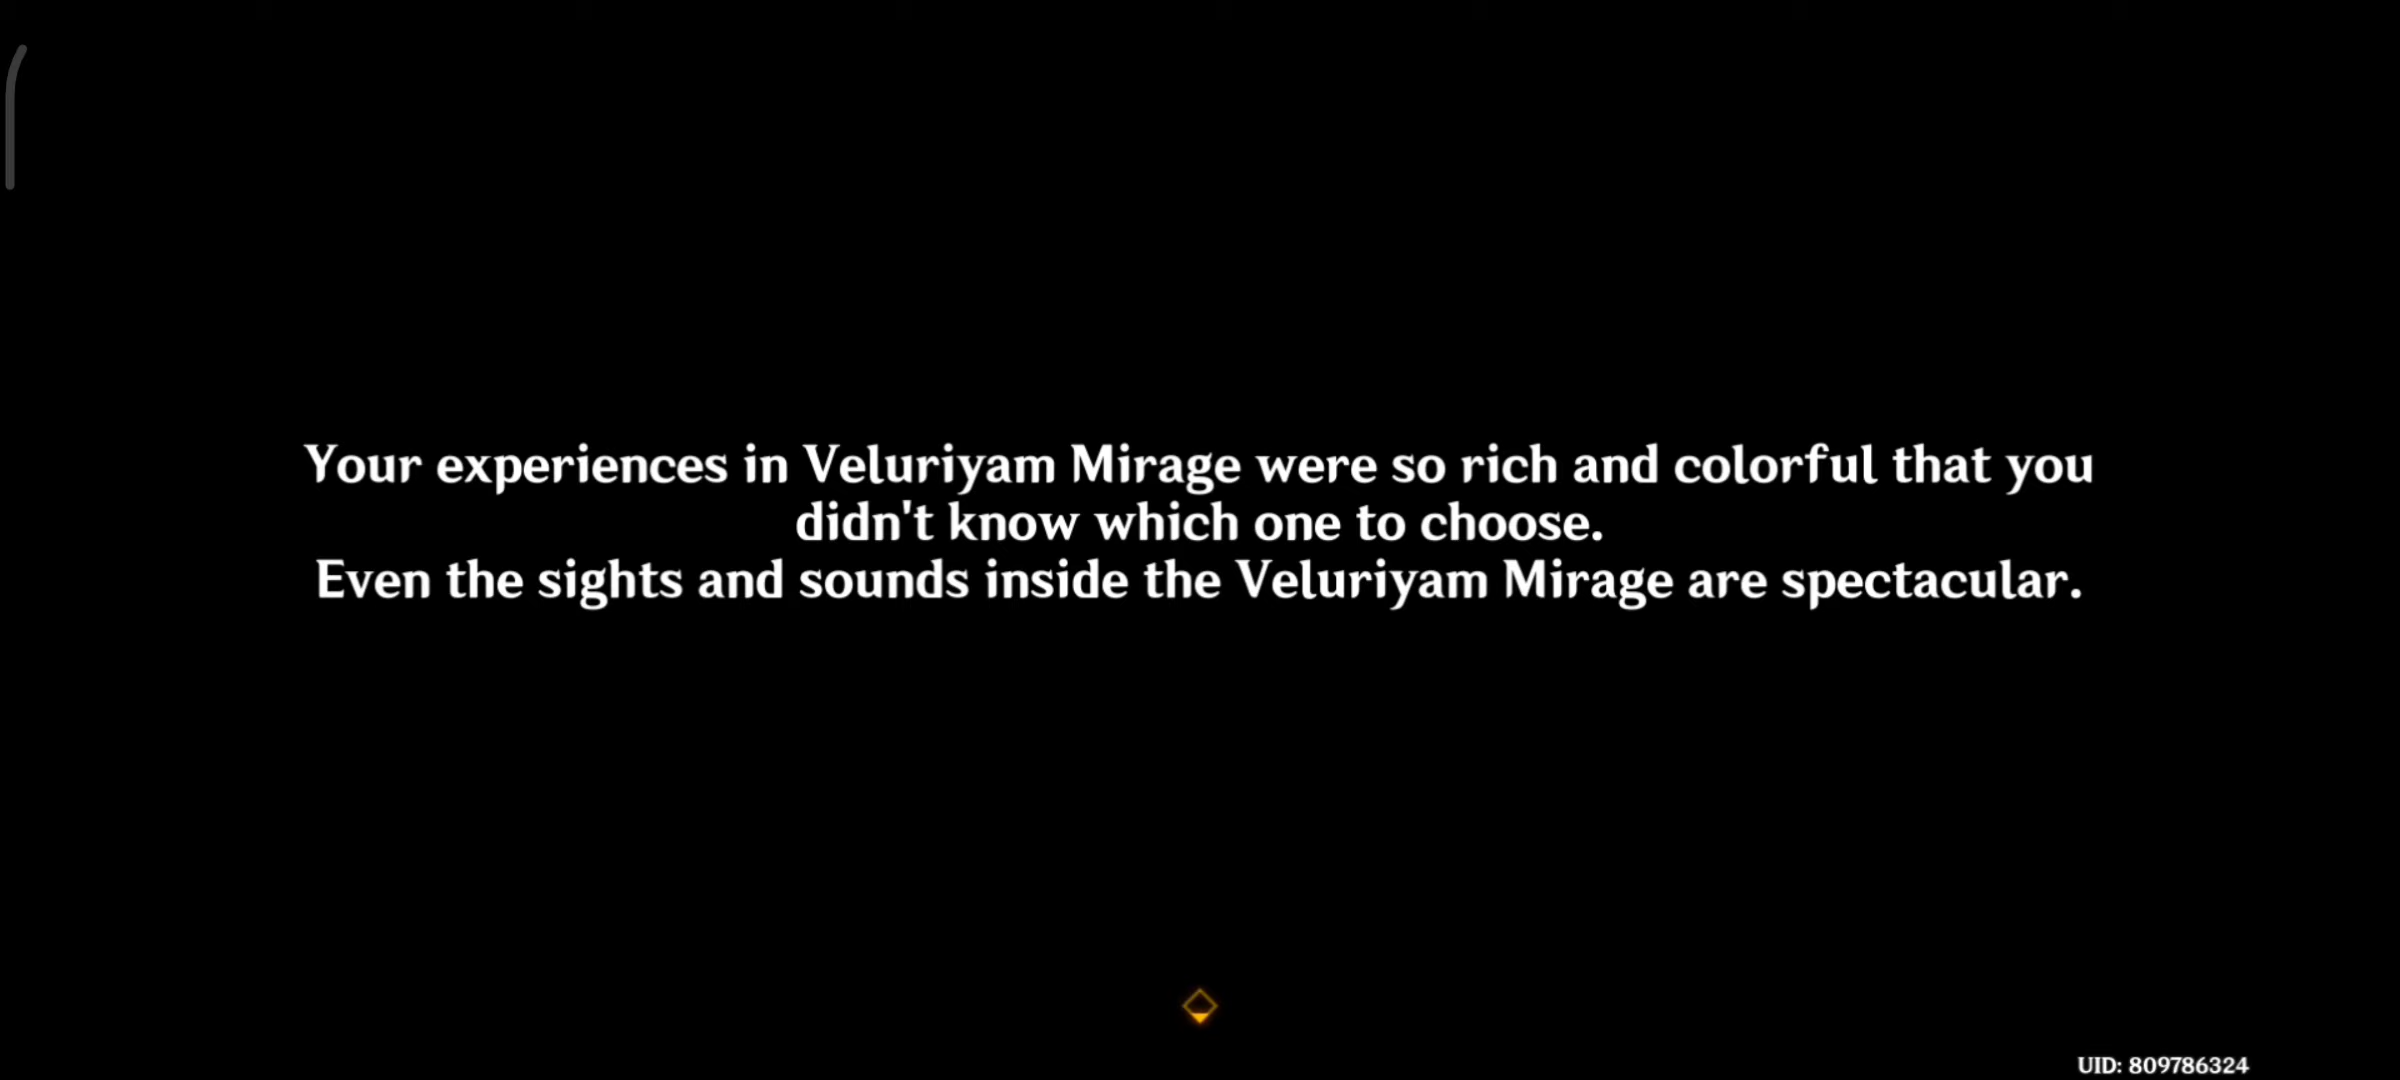 Your experiences in Veluriyam Mirage were so rich and colorful that you
didn't know which one to choose.
Even the sights and sounds inside the Veluriyam Mirage are spectacular.
UID: 809786324